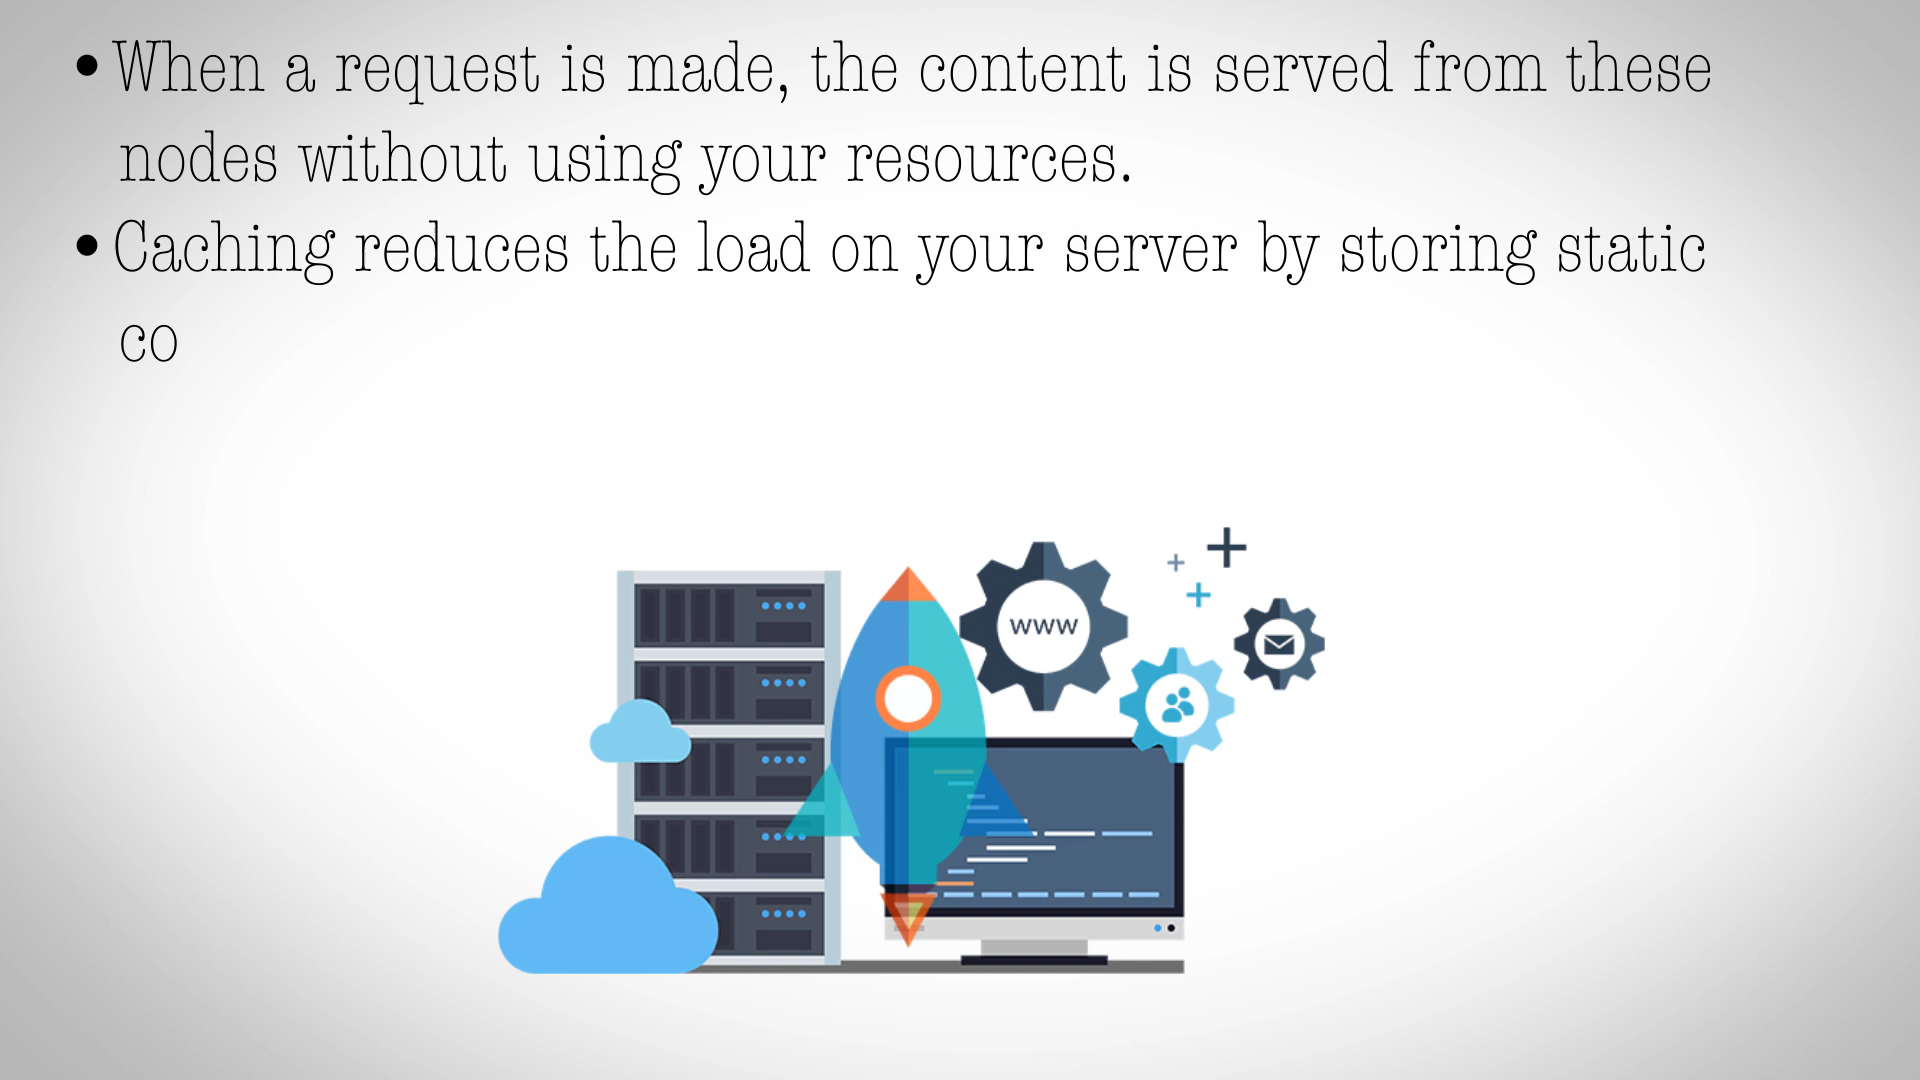 • When a request is made, the content is served from these
nodes without using your resources.
• Caching reduces the load on your server by storing static
co
www